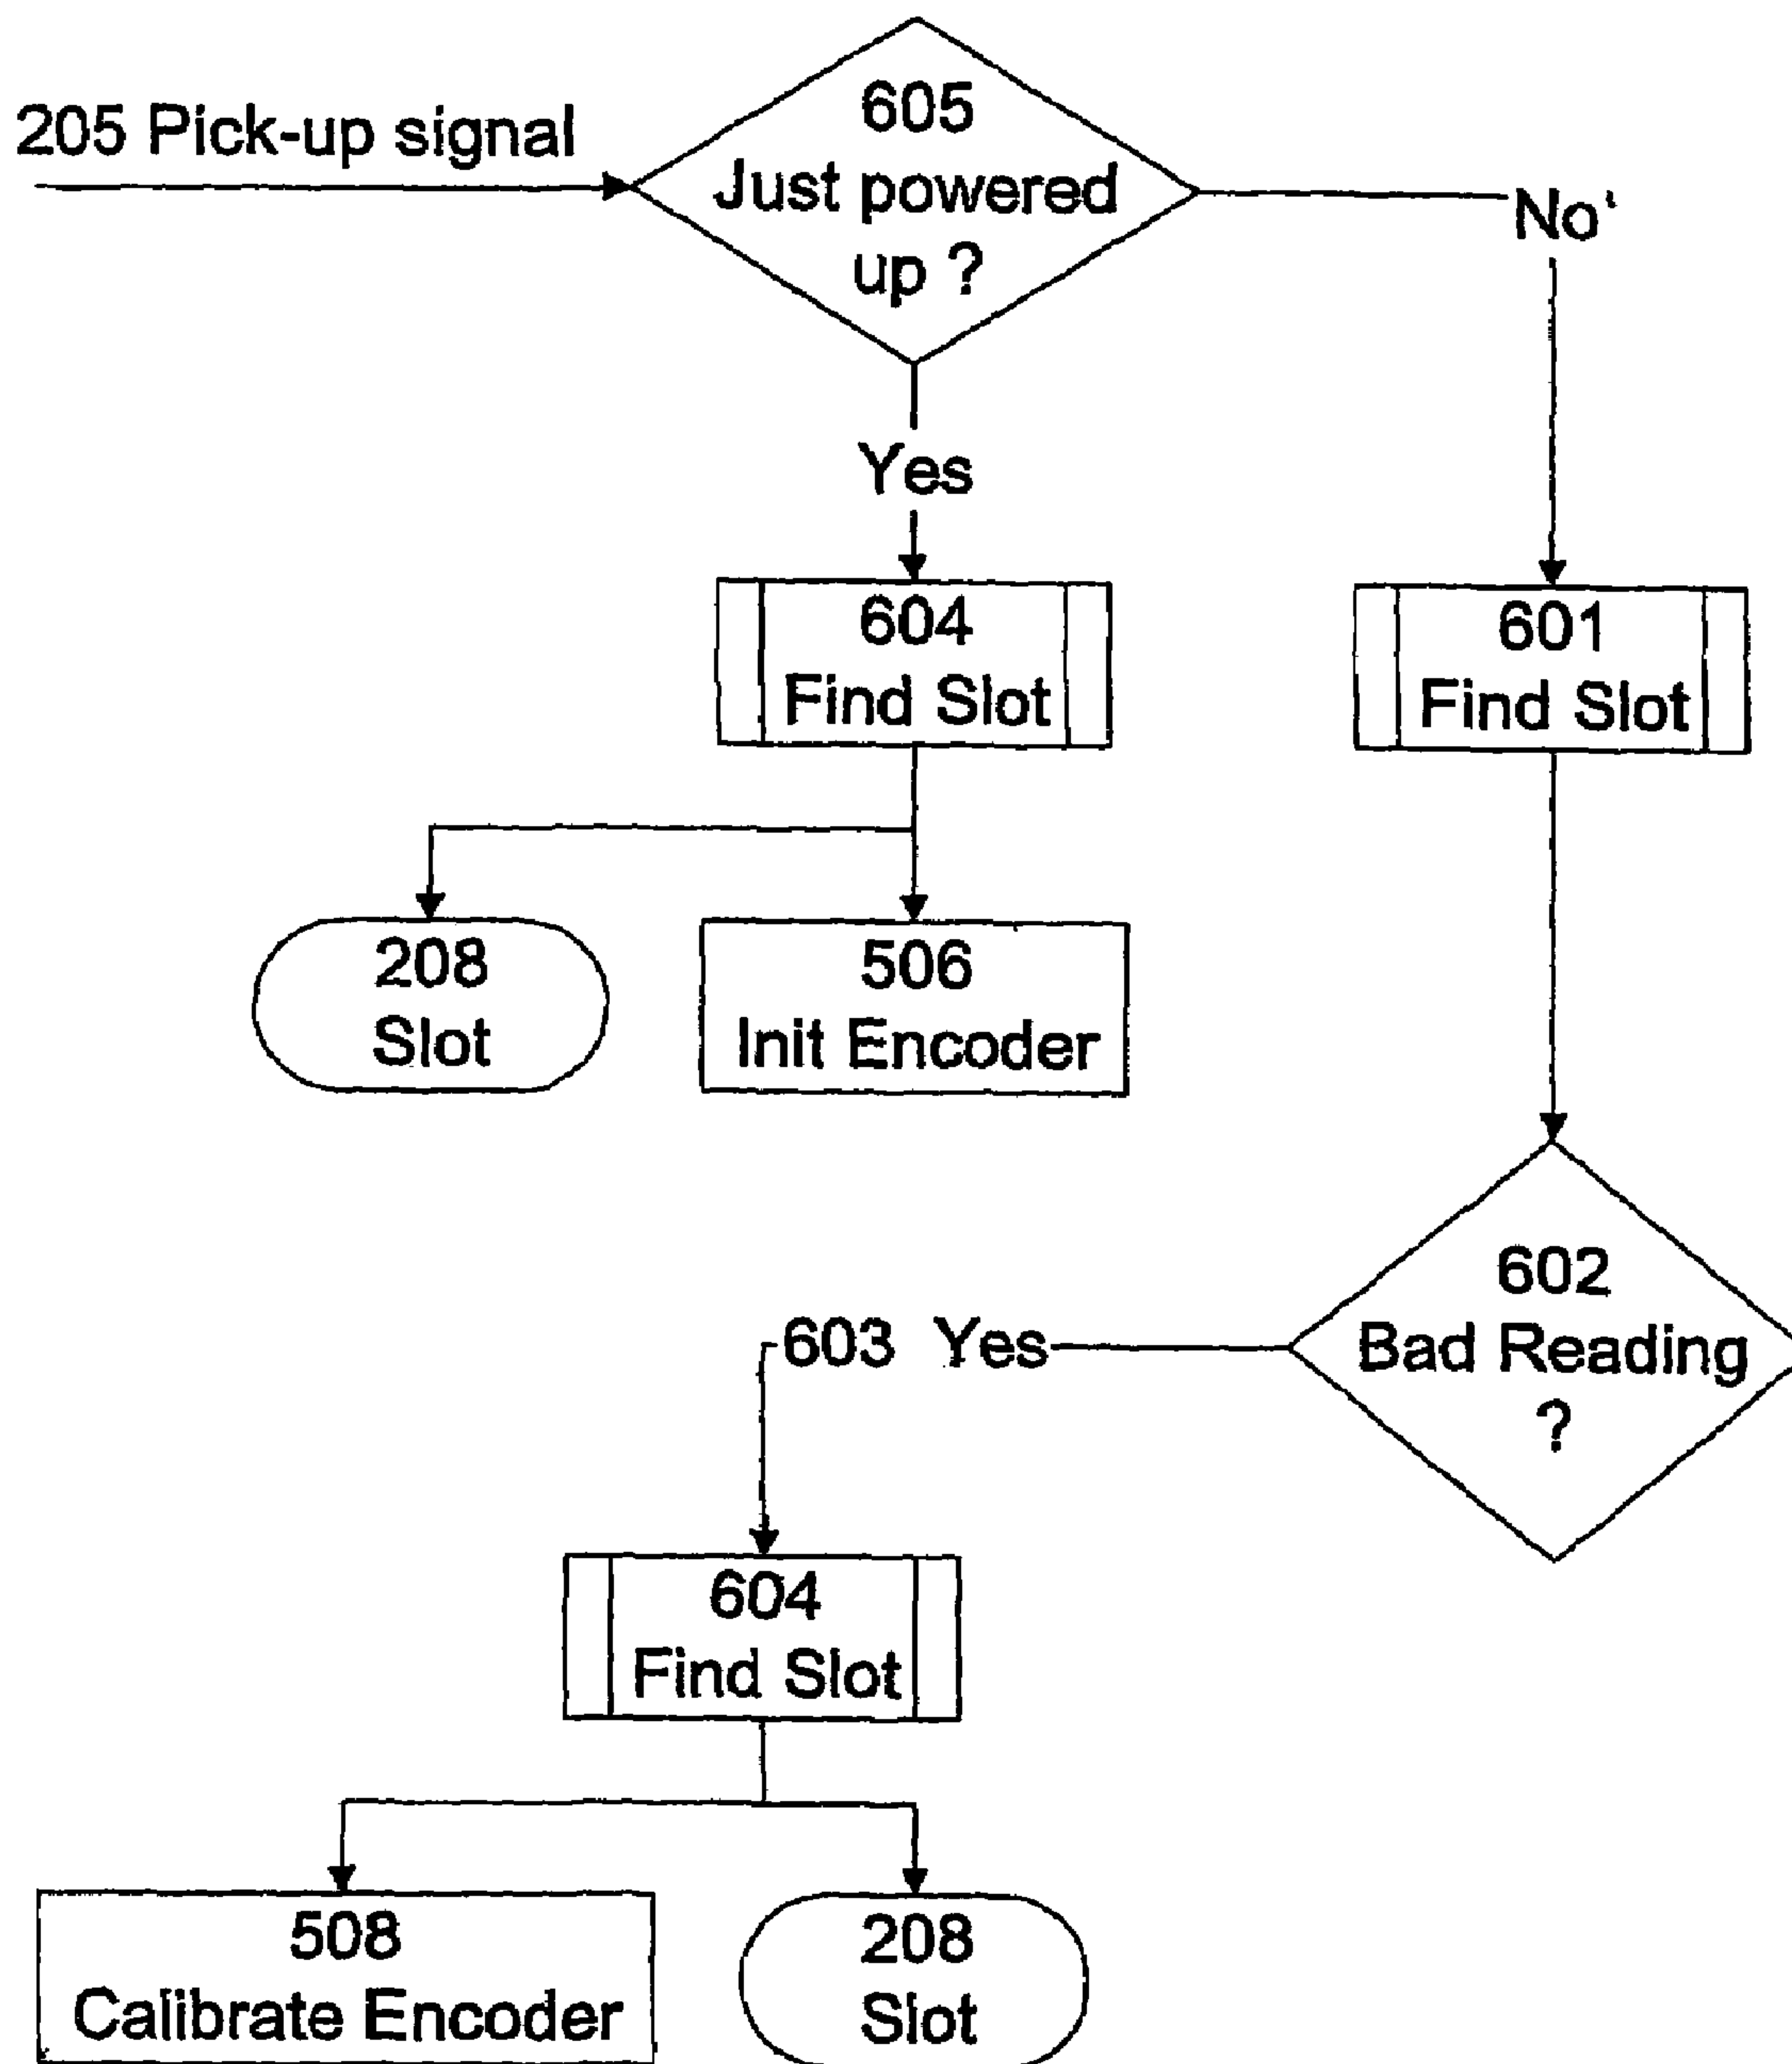 205 Pick-up signal
605
Just powered
up ?
No
Yes
604
Find Slot
601
Find Slot
208
Slot
506
Init Encoder
602
Bad Reading
?
603 Yes
604
Find Slot
508
Calibrate Encoder
208
Slot